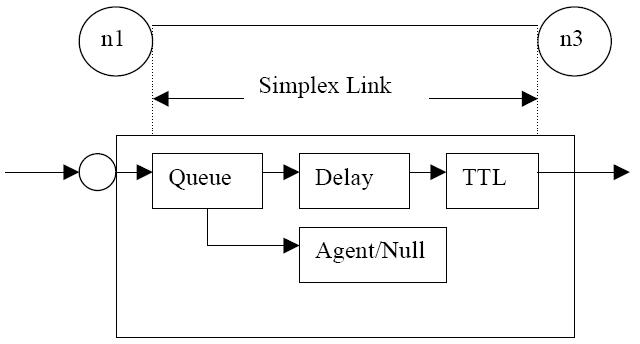 n1
n3
Simplex Link
Queue
Delay
TTL
Agent/Null